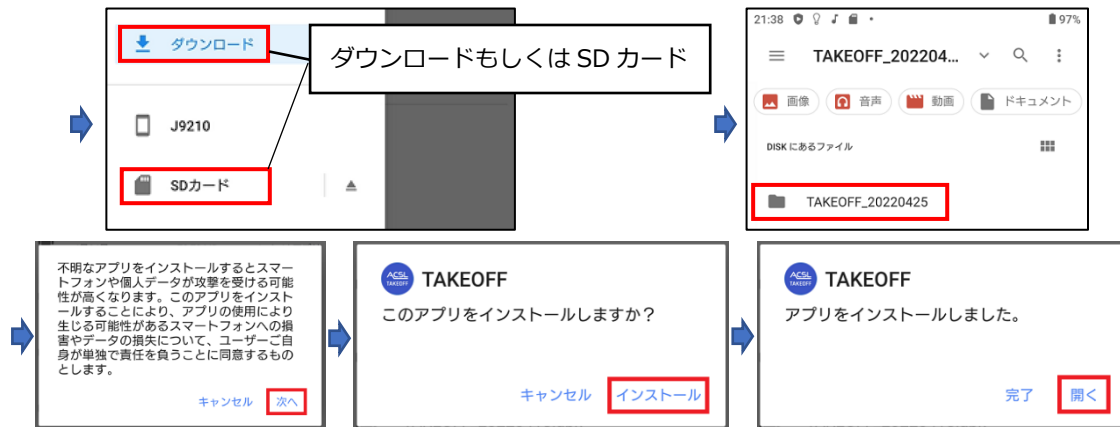 ダウンロード
ダウンロードもしくは SD カード
J9210
SDカード
21:38
97%
TAKEOFF_202204...
画像
音声
動画
ドキュメント
DISK にあるファイル
TAKEOFF_20220425
不明なアプリをインストールするとスマー
トフォンや個人データが攻撃を受ける可能
性が高くなります。このアプリをインスト
ールすることにより、アプリの使用により
生じる可能性があるスマートフォンへの損
害やデータの損失について、ユーザーご自
身が単独で責任を負うことに同意するもの
とします。
キャンセル 次へ
ACSL
TAKEOFF
TAKEOFF
このアプリをインストールしますか？
キャンセル インストール
ACSL
TAKEOFF
TAKEOFF
アプリをインストールしました。
完了 開く